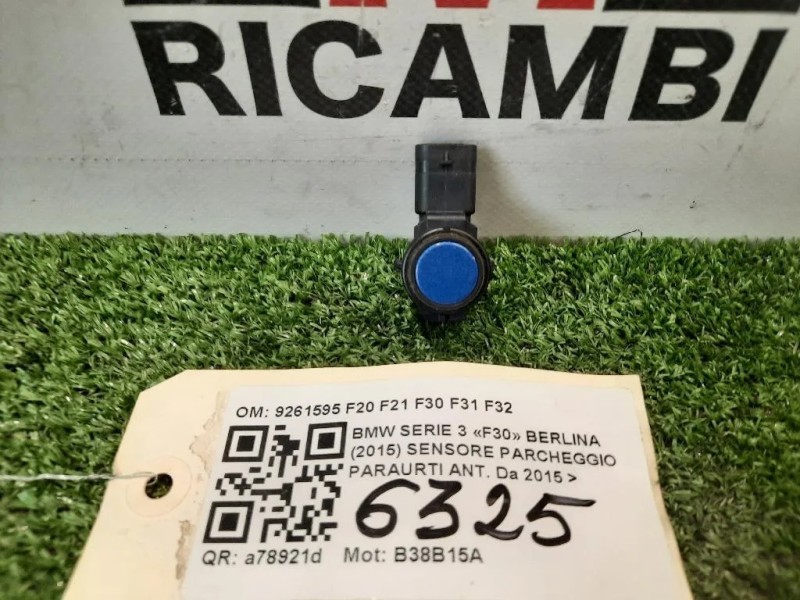 RICAMBI
OM: 9261595 F20 F21 F30 F31 F32
BMW SERIE 3 «F30» BERLINA
(2015) SENSORE PARCHEGGIO
PARAURTI ANT. Da 2015 >
6325
QR: a78921d Mot: B38B15A